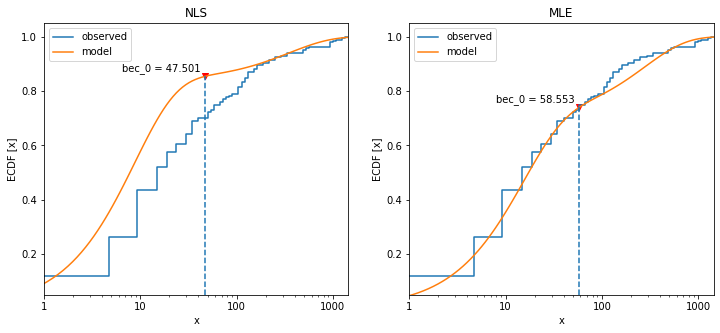 NLS
observed
model
bec_0 = 47.501
ECDF [x]
1.0
0.8
0.6
0.4
0.2
1
10
100
1000
x
MLE
observed
model
bec_0 = 58.553
ECDF [x]
1.0
0.8
0.6
0.4
0.2
1
10
100
1000
x